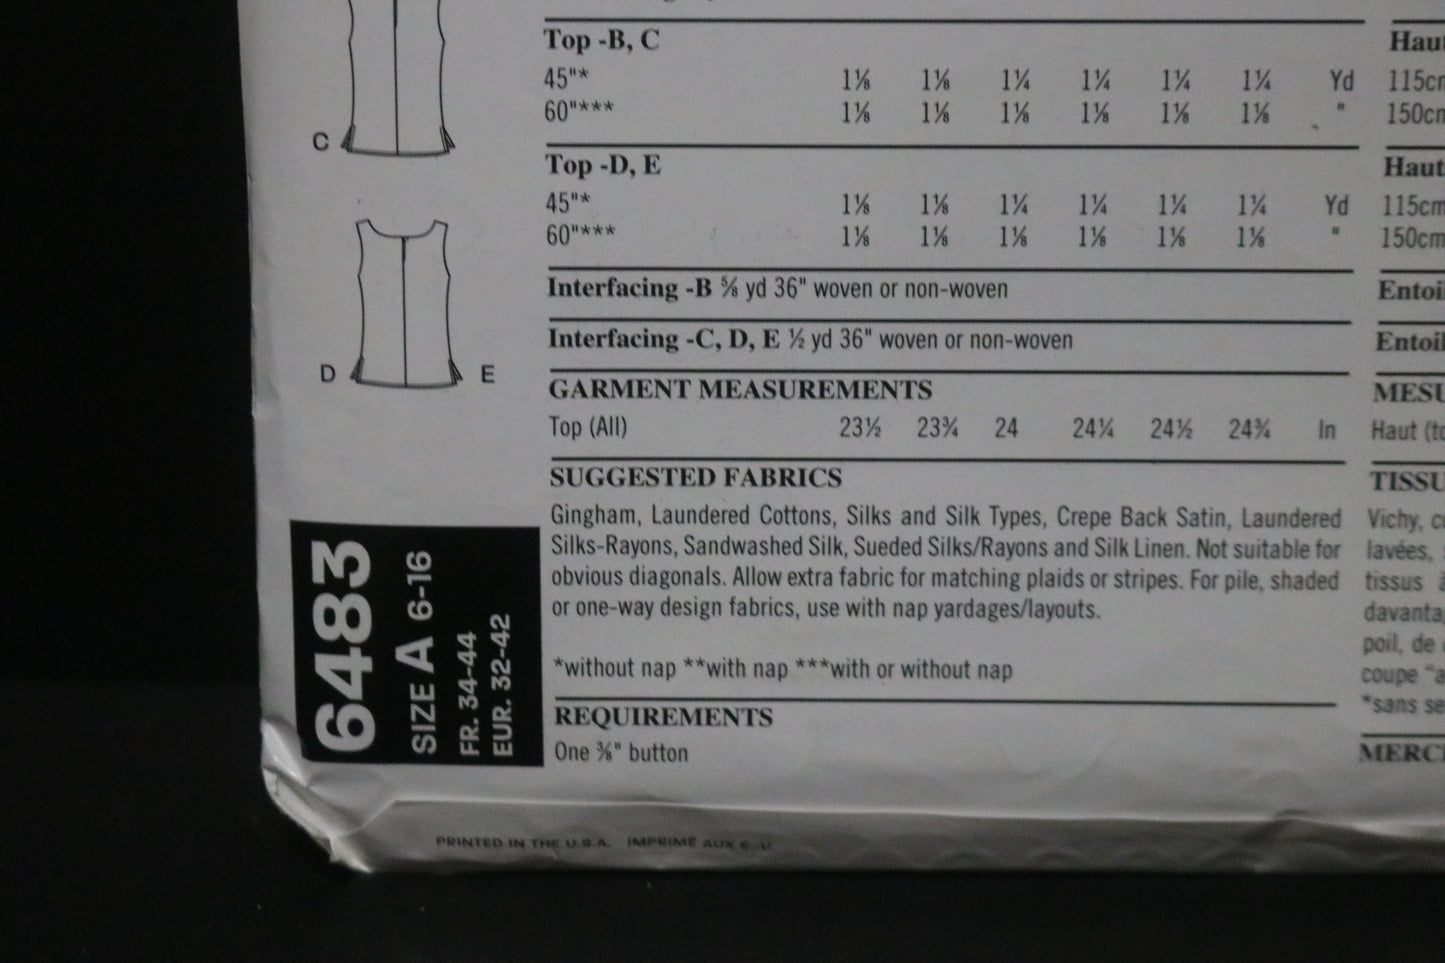 Top -B, C
45"* 1⅛ 1⅛ 1¼ 1¼ 1¼ 1¼ Yd
60"*** 1⅛ 1⅛ 1⅛ 1⅛ 1⅛ 1⅛ "
Top -D, E
45"* 1⅛ 1⅛ 1¼ 1¼ 1¼ 1¼ Yd
60"*** 1⅛ 1⅛ 1⅛ 1⅛ 1⅛ 1⅛ "
Interfacing -B ⅝ yd 36" woven or non-woven
Interfacing -C, D, E ½ yd 36" woven or non-woven
GARMENT MEASUREMENTS
Top (All) 23½ 23¾ 24 24¼ 24½ 24¾ In
SUGGESTED FABRICS
Gingham, Laundered Cottons, Silks and Silk Types, Crepe Back Satin, Laundered
Silks-Rayons, Sandwashed Silk, Sueded Silks/Rayons and Silk Linen. Not suitable for
obvious diagonals. Allow extra fabric for matching plaids or stripes. For pile, shaded
or one-way design fabrics, use with nap yardages/layouts.
*without nap **with nap ***with or without nap
REQUIREMENTS
One ⅜" button
C
D E
6483
SIZE A 6-16
FR. 34-44
EUR. 32-42
Haut
115cm
150cm
Haut
115cm
150cm
Entoil
Entoil
MESU
Haut (to
TISSU
Vichy, c
lavées,
tissus à
davanta
poil, de
coupe "a
*sans se
MERC
PRINTED IN THE U.S.A. IMPRIMÉ AUX E.-U.